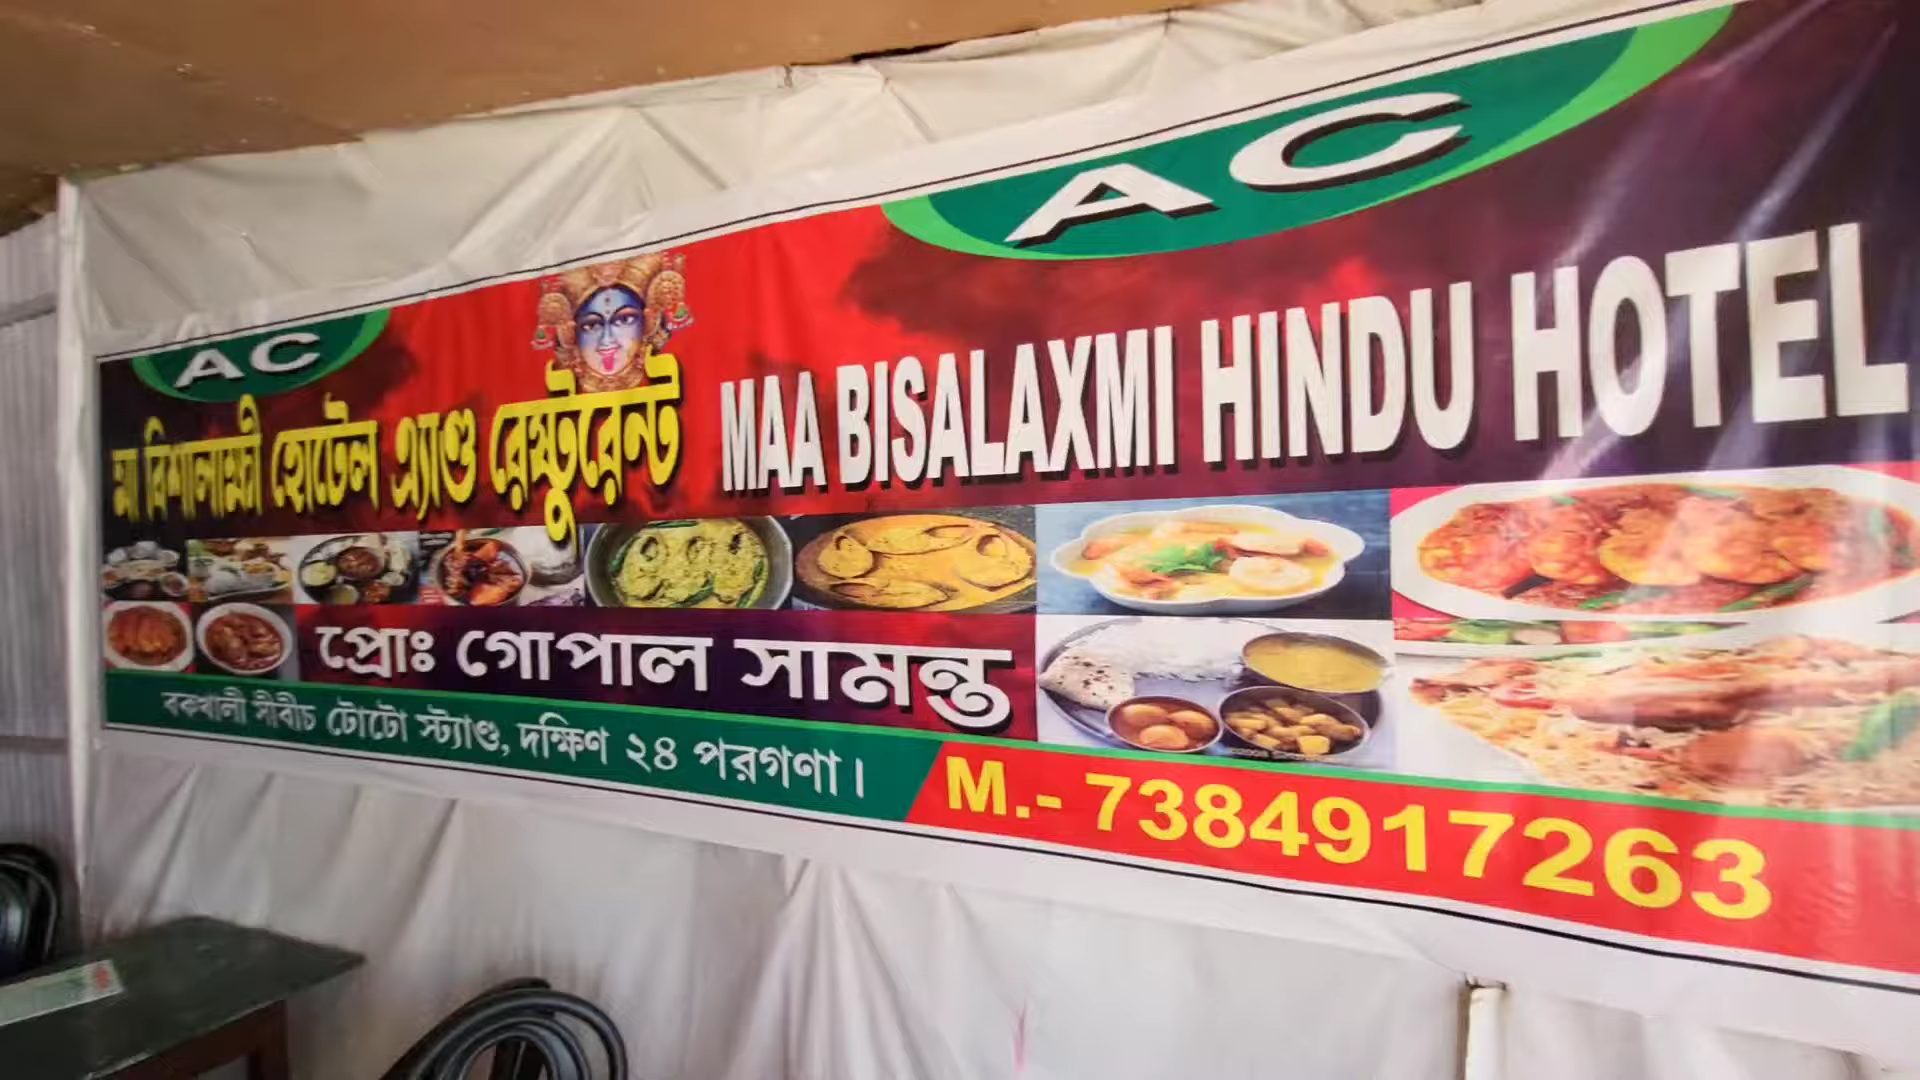 AC
AC
মা বিশালাক্ষী হোটেল এ্যাণ্ড রেস্টুরেন্ট
MAA BISALAXMI HINDU HOTEL
প্রোঃ গোপাল সামন্ত
বকখালী সীবীচ টোটো স্ট্যাণ্ড, দক্ষিণ ২৪ পরগণা।
M.- 7384917263